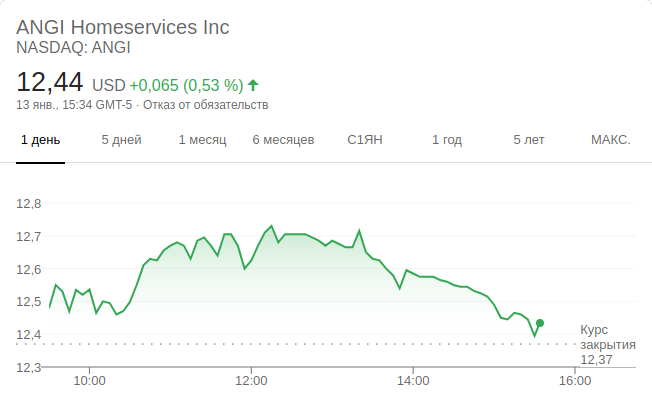 ANGI Homeservices Inc
NASDAQ: ANGI
12,44 USD +0,065 (0,53 %)
13 янв., 15:34 GMT-5 · Отказ от обязательств
1 день 5 дней 1 месяц 6 месяцев С1ЯН 1 год 5 лет МАКС.
12,8
12,7
12,6
12,5
12,4
12,3
Курс
закрытия
12,37
10:00 12:00 14:00 16:00